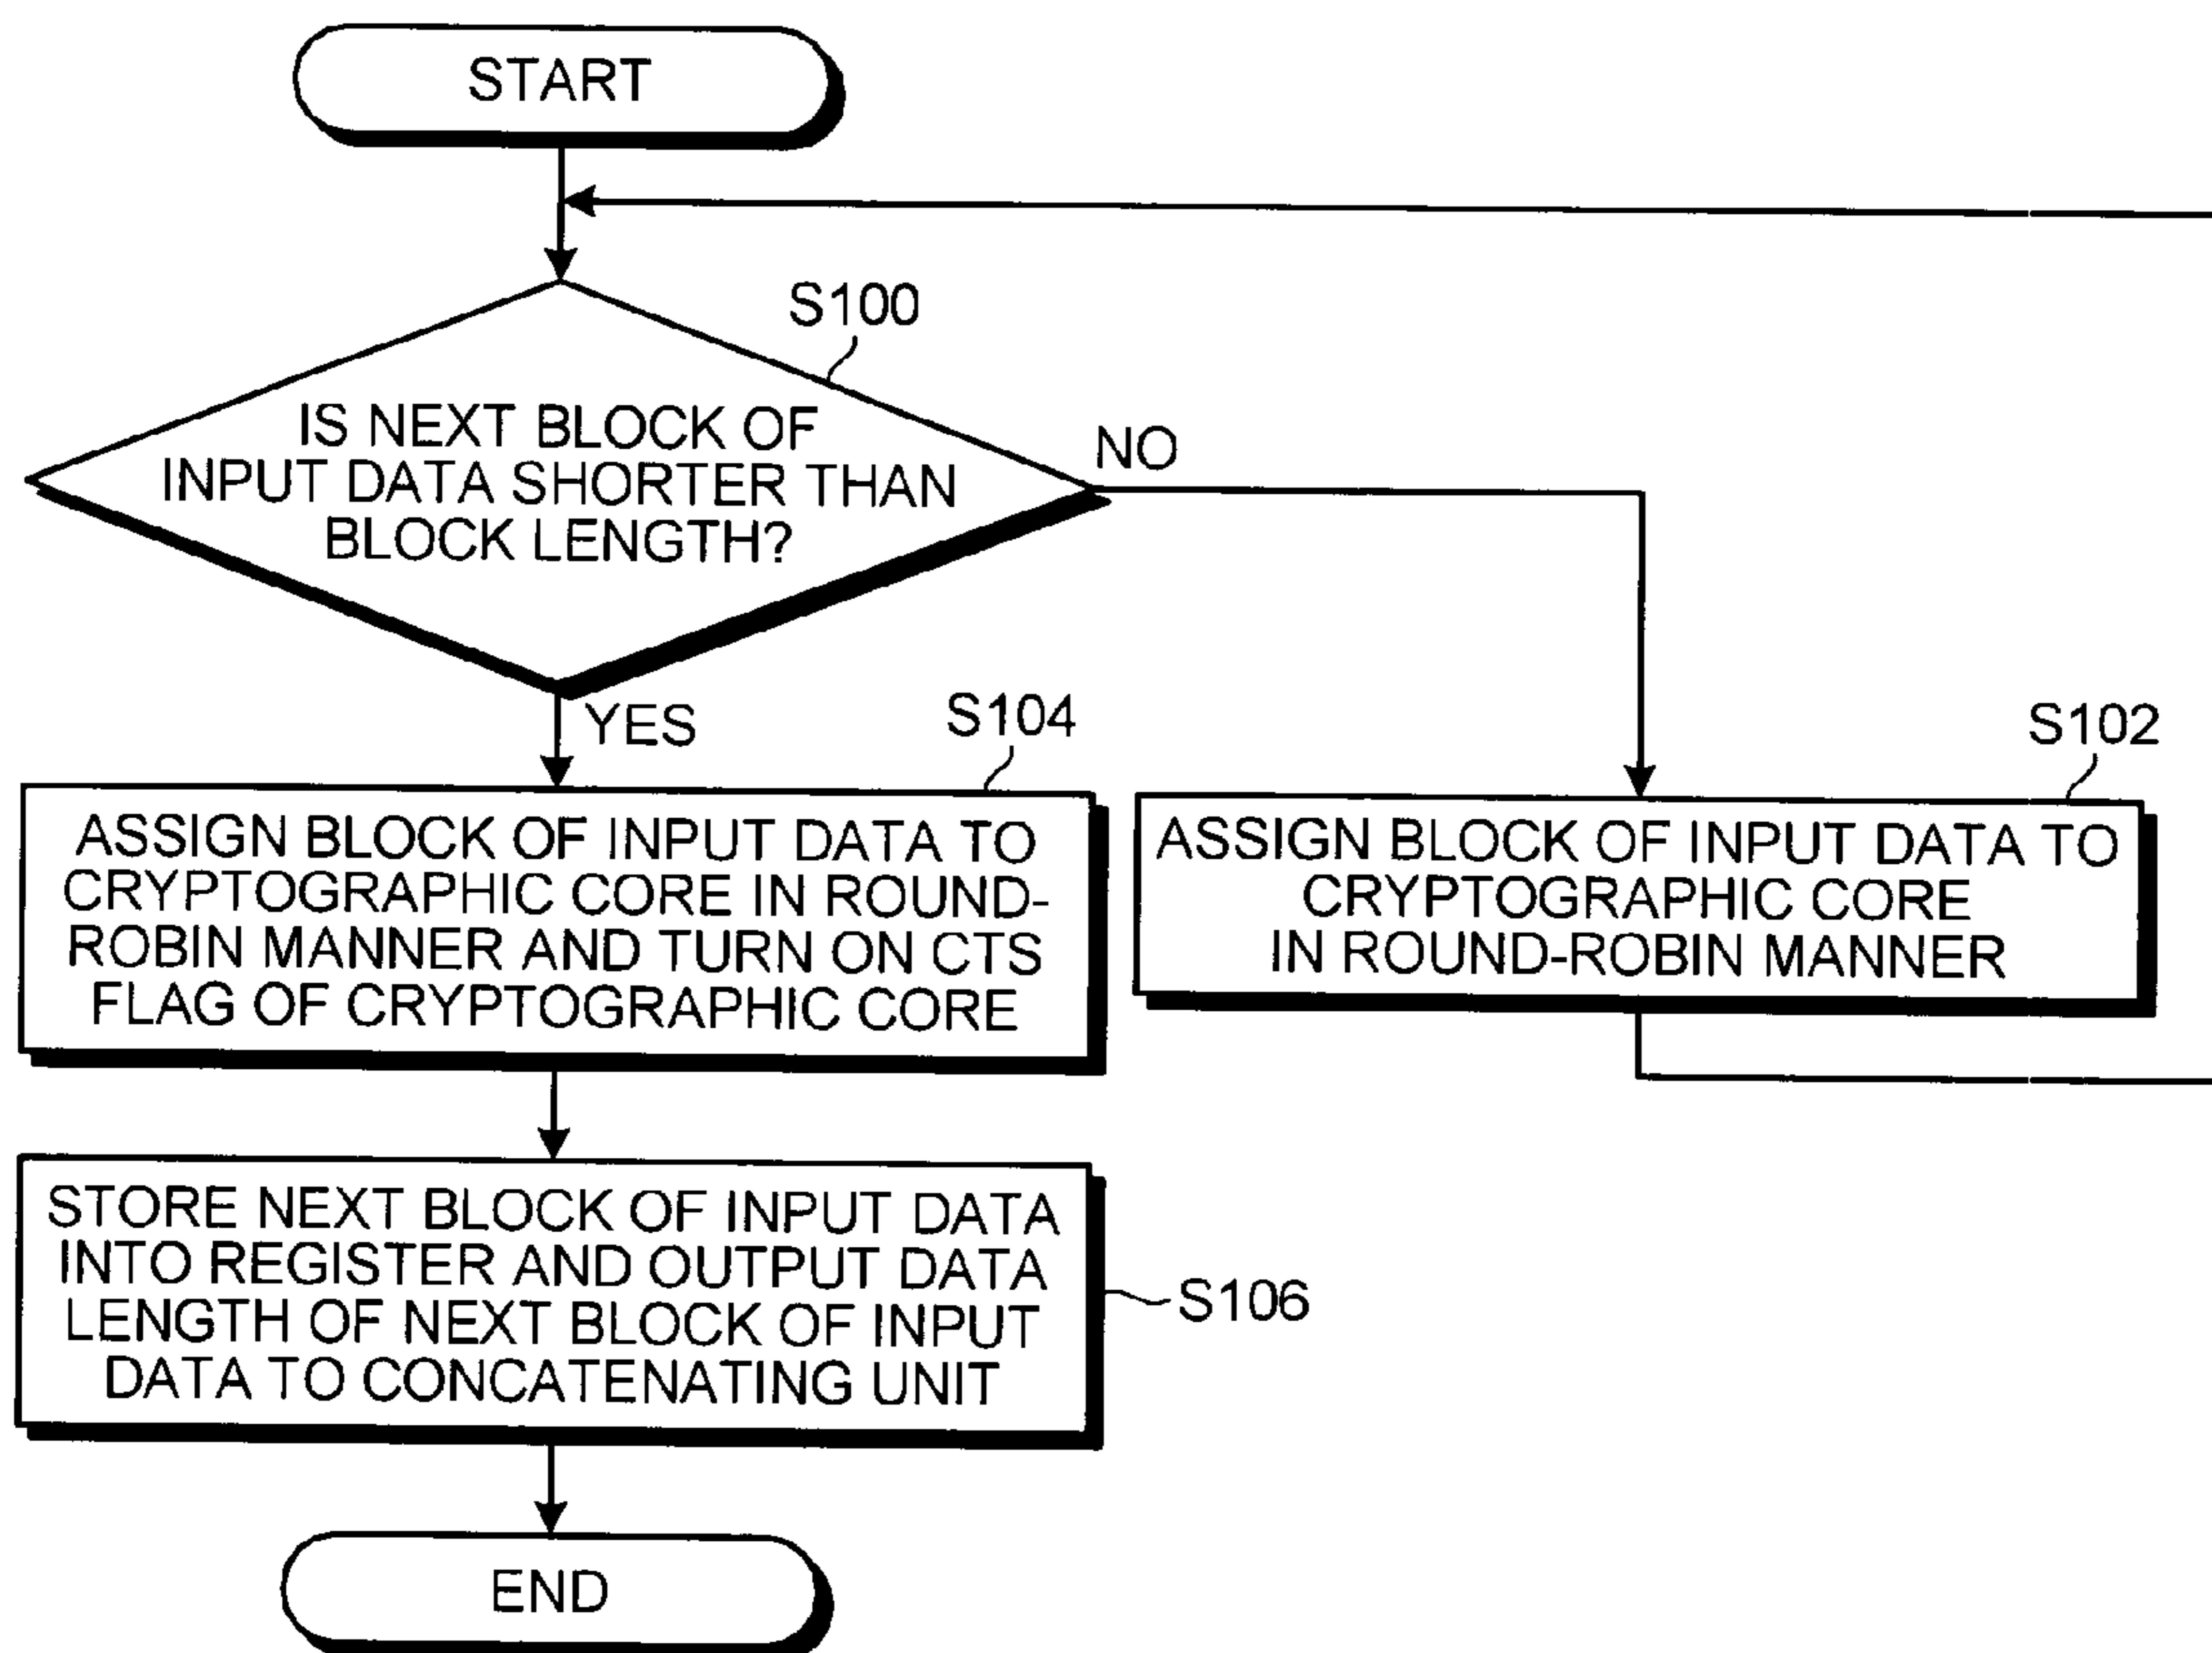 START
S100
IS NEXT BLOCK OF
INPUT DATA SHORTER THAN
BLOCK LENGTH?
NO
YES
S104
S102
ASSIGN BLOCK OF INPUT DATA TO
CRYPTOGRAPHIC CORE IN ROUND-
ROBIN MANNER AND TURN ON CTS
FLAG OF CRYPTOGRAPHIC CORE
ASSIGN BLOCK OF INPUT DATA TO
CRYPTOGRAPHIC CORE
IN ROUND-ROBIN MANNER
STORE NEXT BLOCK OF INPUT DATA
INTO REGISTER AND OUTPUT DATA
LENGTH OF NEXT BLOCK OF INPUT
DATA TO CONCATENATING UNIT
S106
END